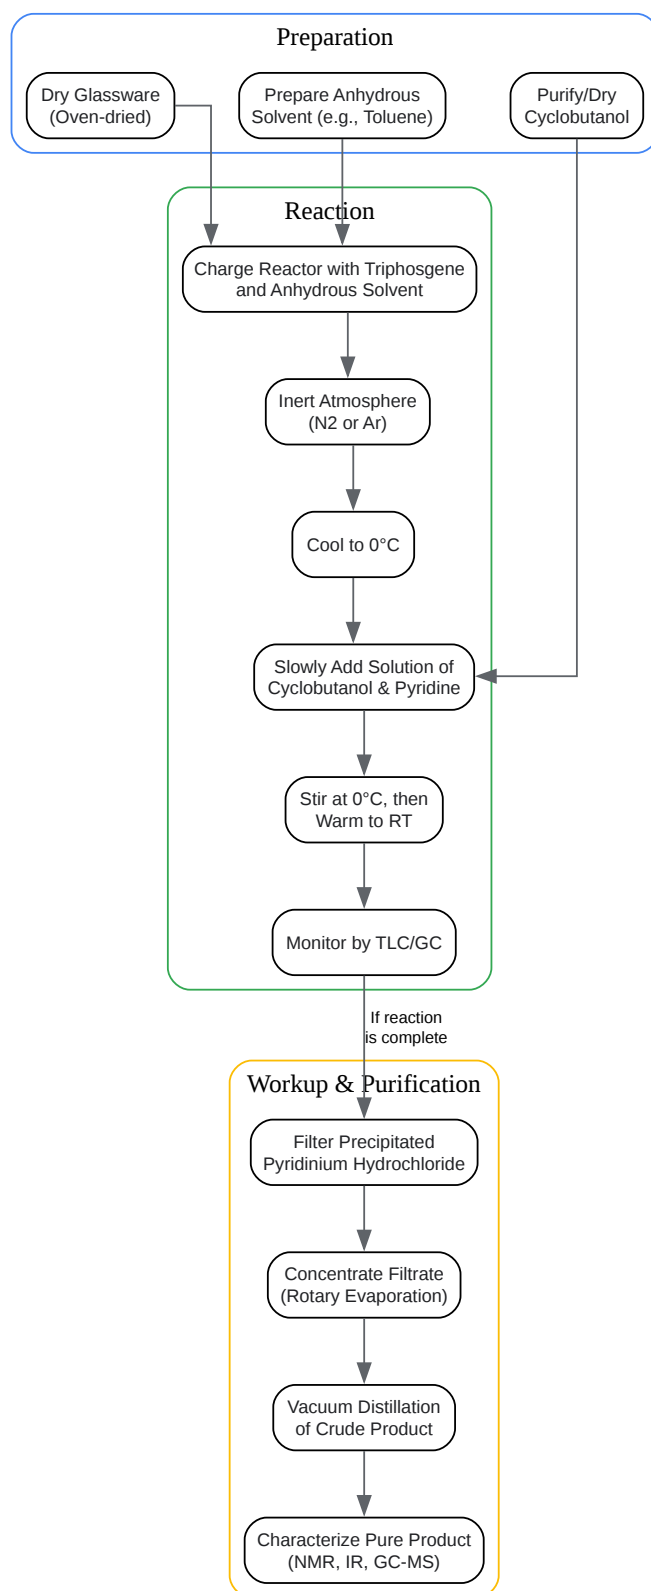 Preparation
Dry Glassware
(Oven-dried)
Prepare Anhydrous
Solvent (e.g., Toluene)
Purify/Dry
Cyclobutanol
Reaction
Charge Reactor with Triphosgene
and Anhydrous Solvent
Inert Atmosphere
(N2 or Ar)
Cool to 0°C
Slowly Add Solution of
Cyclobutanol & Pyridine
Stir at 0°C, then
Warm to RT
Monitor by TLC/GC
If reaction
is complete
Workup & Purification
Filter Precipitated
Pyridinium Hydrochloride
Concentrate Filtrate
(Rotary Evaporation)
Vacuum Distillation
of Crude Product
Characterize Pure Product
(NMR, IR, GC-MS)